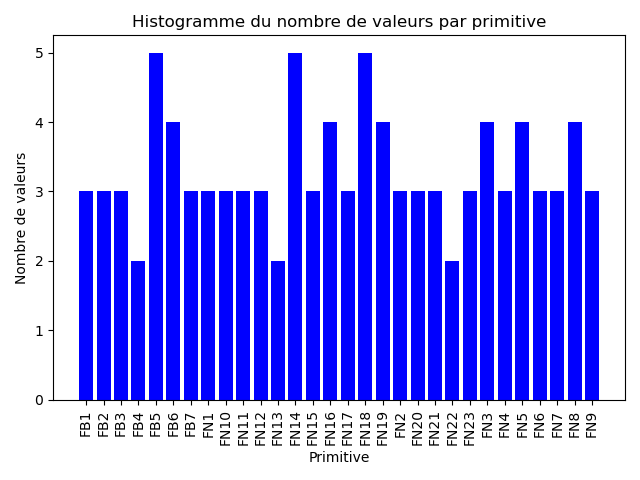 Histogramme du nombre de valeurs par primitive
Nombre de valeurs
5
4
3
2
1
0
FB1 FB2 FB3 FB4 FB5 FB6 FB7 FN1 FN10 FN11 FN12 FN13 FN14 FN15 FN16 FN17 FN18 FN19 FN2 FN20 FN21 FN22 FN23 FN3 FN4 FN5 FN6 FN7 FN8 FN9
Primitive